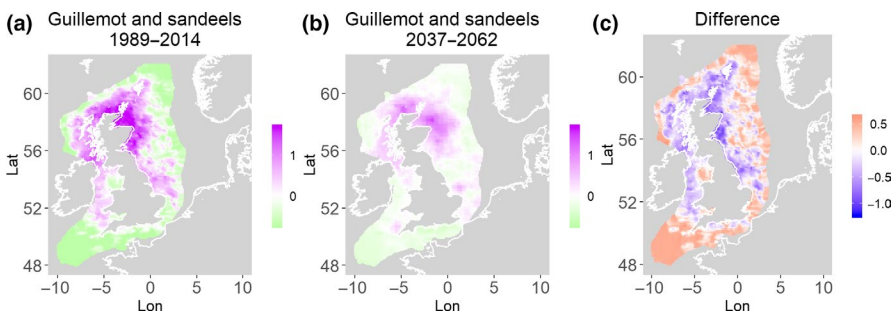 (a) Guillemot and sandeels
1989–2014
60
56
52
48
Lat
−10 −5 0 5 10
Lon
1
0
(b) Guillemot and sandeels
2037–2062
60
56
52
48
Lat
−10 −5 0 5 10
Lon
1
0
(c) Difference
60
56
52
48
Lat
−10 −5 0 5 10
Lon
0.5
0.0
−0.5
−1.0